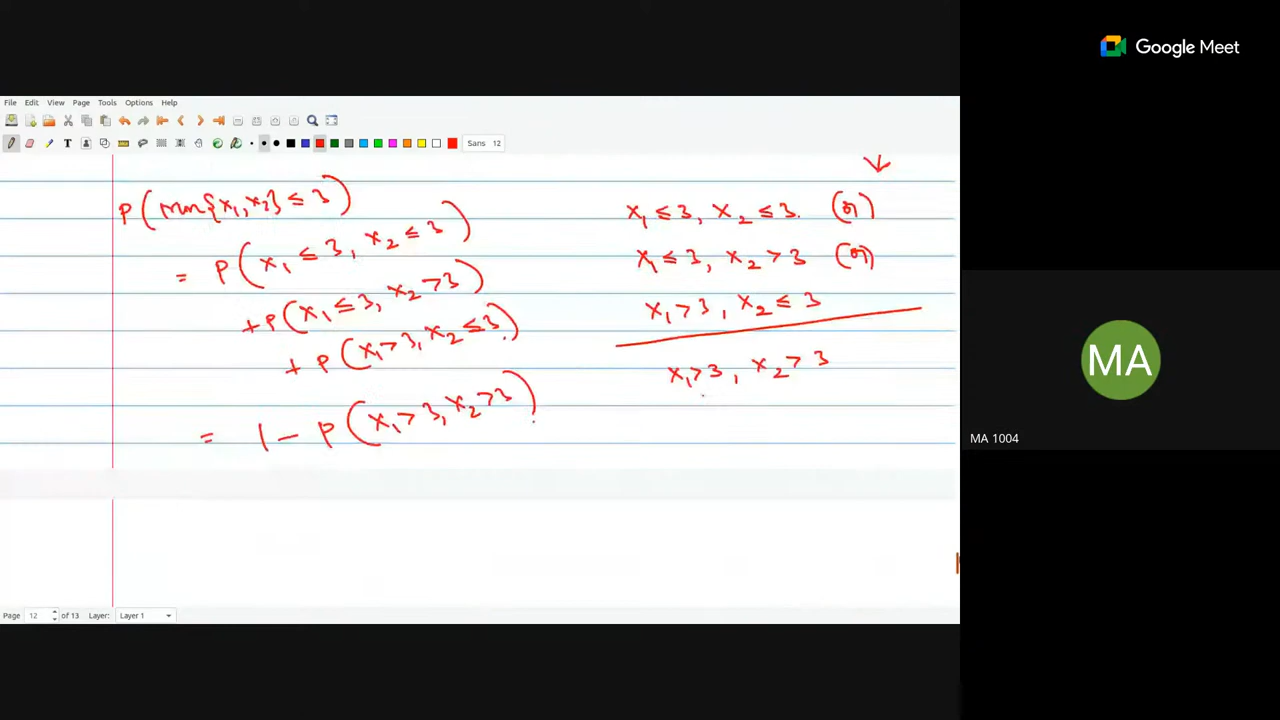 Google Meet
File Edit View Page Tools Options Help
Sans 12
P(min{x₁,x₂} ≤ 3)
= P(x₁ ≤ 3, x₂ ≤ 3)
+P(x₁ ≤ 3, x₂ > 3)
+ P(x₁ > 3, x₂ ≤ 3)
= 1 – P(x₁ > 3, x₂ > 3)
x₁ ≤ 3, x₂ ≤ 3. (or)
x₁ ≤ 3, x₂ > 3 (or)
x₁ > 3, x₂ ≤ 3
x₁ > 3, x₂ > 3
MA
MA 1004
Page 12 of 13 Layer: Layer 1